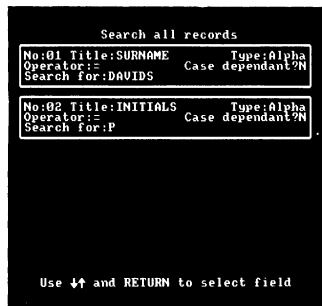 Search all records
No:01 Title:SURNAME Type:Alpha
Operator:= Case dependant?N
Search for:DAVIDS
No:02 Title:INITIALS Type:Alpha
Operator:= Case dependant?N
Search for:P
Use ↓↑ and RETURN to select field